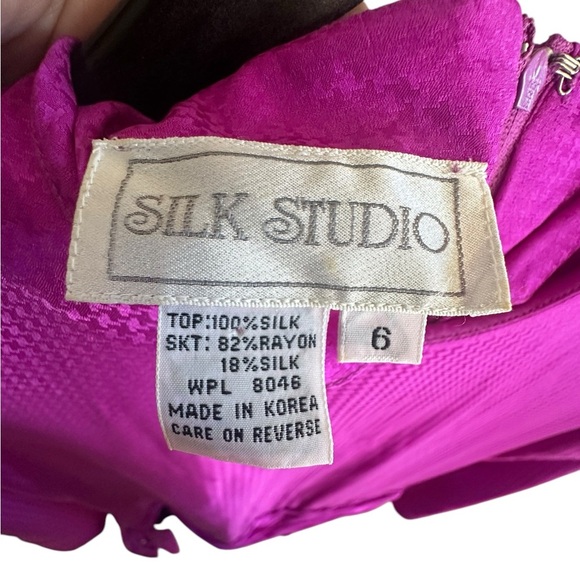 SILK STUDIO
TOP:100%SILK
SKT: 82%RAYON
18%SILK
WPL 8046
MADE IN KOREA
CARE ON REVERSE
6